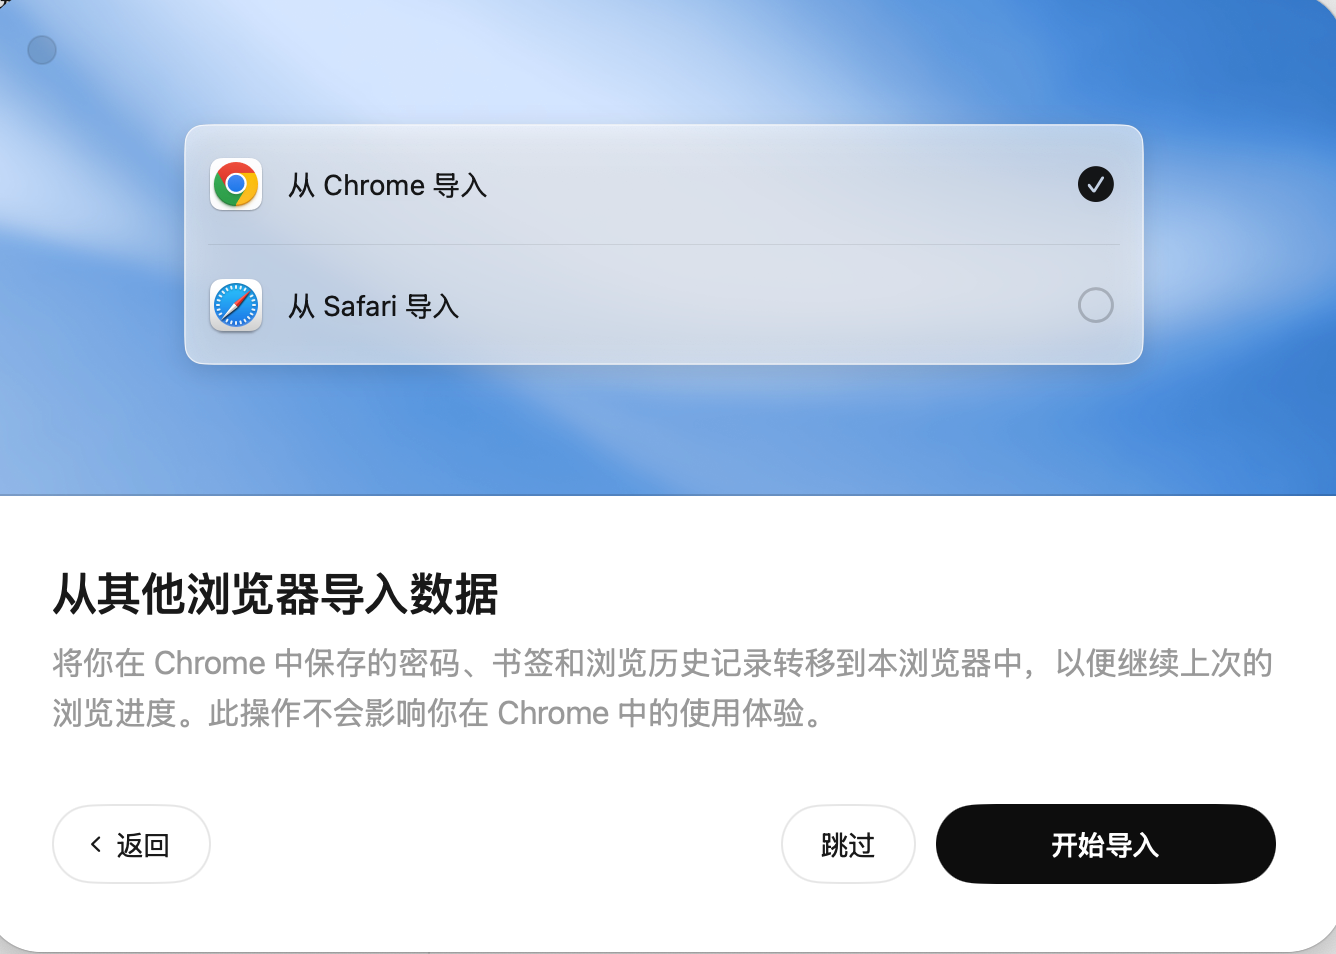 从 Chrome 导入
从 Safari 导入
从其他浏览器导入数据
将你在 Chrome 中保存的密码、书签和浏览历史记录转移到本浏览器中，以便继续上次的
浏览进度。此操作不会影响你在 Chrome 中的使用体验。
返回
跳过
开始导入